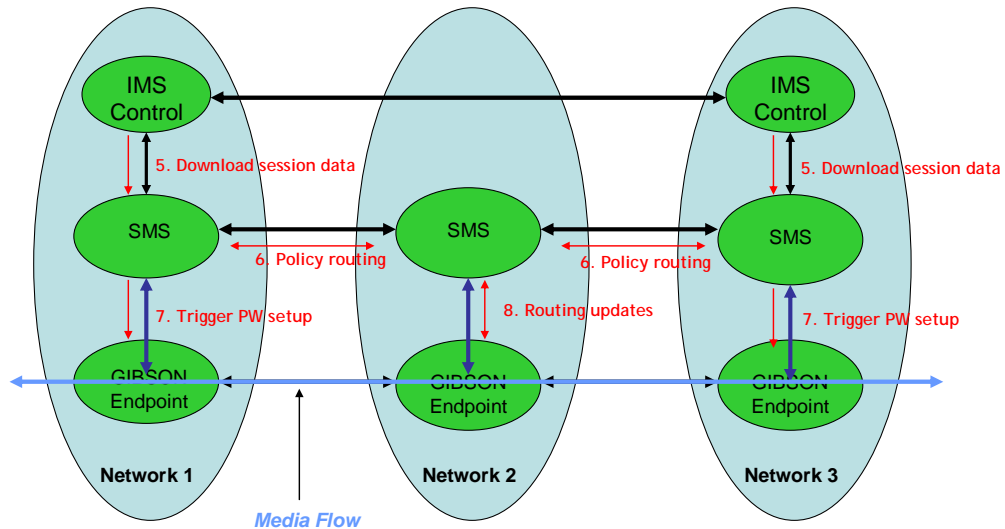 IMS
Control
IMS
Control
5. Download session data
5. Download session data
SMS
SMS
SMS
6. Policy routing
6. Policy routing
7. Trigger PW setup
8. Routing updates
7. Trigger PW setup
GIBSON
Endpoint
GIBSON
Endpoint
GIBSON
Endpoint
Network 1
Network 2
Network 3
Media Flow